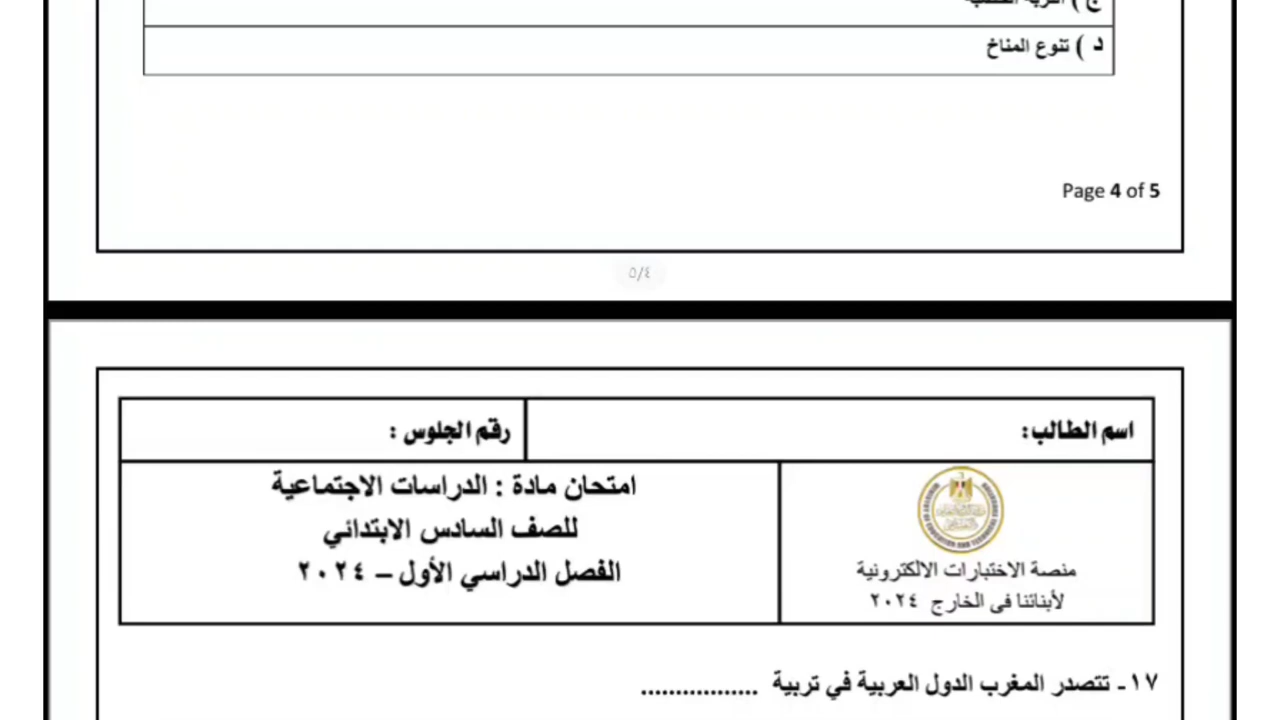 د ) تنوع المناخ
Page 4 of 5
٥/٤
اسم الطالب:
رقم الجلوس :
امتحان مادة : الدراسات الاجتماعية
للصف السادس الابتدائي
الفصل الدراسي الأول – ٢٠٢٤
منصة الاختبارات الالكترونية
لأبنائنا فى الخارج ٢٠٢٤
١٧- تتصدر المغرب الدول العربية في تربية .................